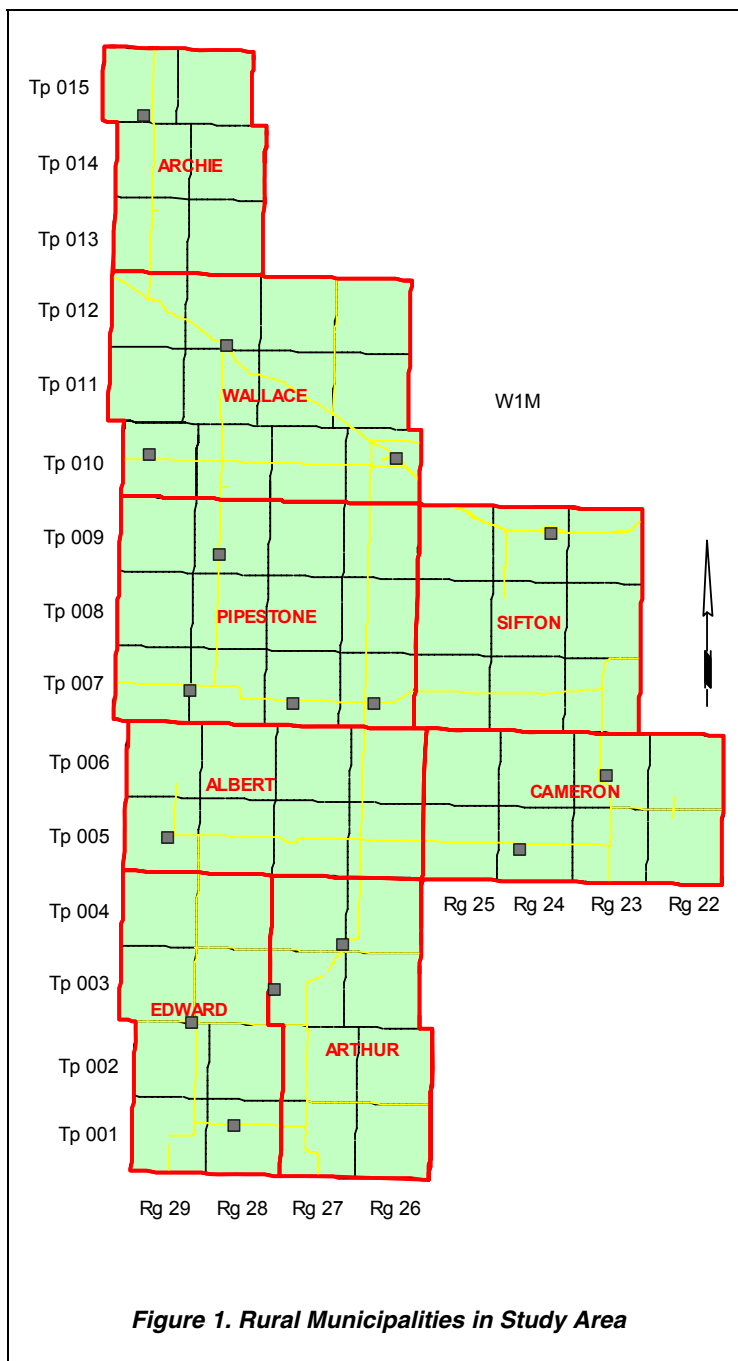 Tp 015
Tp 014
ARCHIE
Tp 013
Tp 012
Tp 011
WALLACE
W1M
Tp 010
Tp 009
Tp 008
PIPESTONE
SIFTON
Tp 007
Tp 006
ALBERT
CAMERON
Tp 005
Tp 004
Rg 25 Rg 24 Rg 23 Rg 22
Tp 003
EDWARD
ARTHUR
Tp 002
Tp 001
Rg 29 Rg 28 Rg 27 Rg 26
Figure 1. Rural Municipalities in Study Area